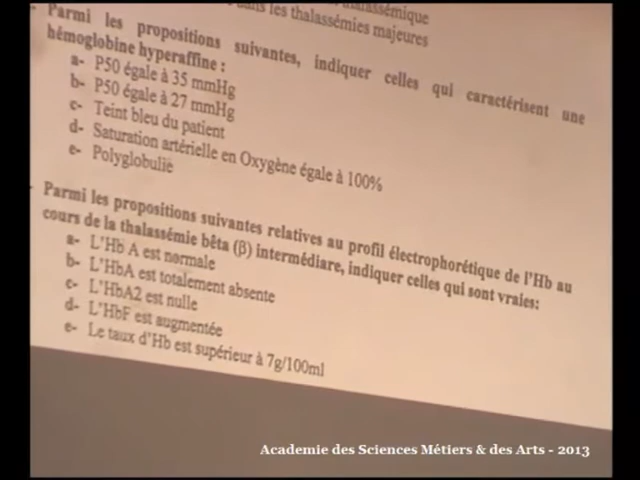 dans les thalassémies majeures
Parmi les propositions suivantes, indiquer celles qui caractérisent une
hémoglobine hyperaffine :
a- P50 égale à 35 mmHg
b- P50 égale à 27 mmHg
c- Teint bleu du patient
d- Saturation artérielle en Oxygène égale à 100%
e- Polyglobulie
Parmi les propositions suivantes relatives au profil électrophorétique de l'Hb au
cours de la thalassémie bêta (β) intermédiare, indiquer celles qui sont vraies:
a- L'Hb A est normale
b- L'HbA est totalement absente
c- L'HbA2 est nulle
d- L'HbF est augmentée
e- Le taux d'Hb est supérieur à 7g/100ml
Academie des Sciences Métiers & des Arts - 2013